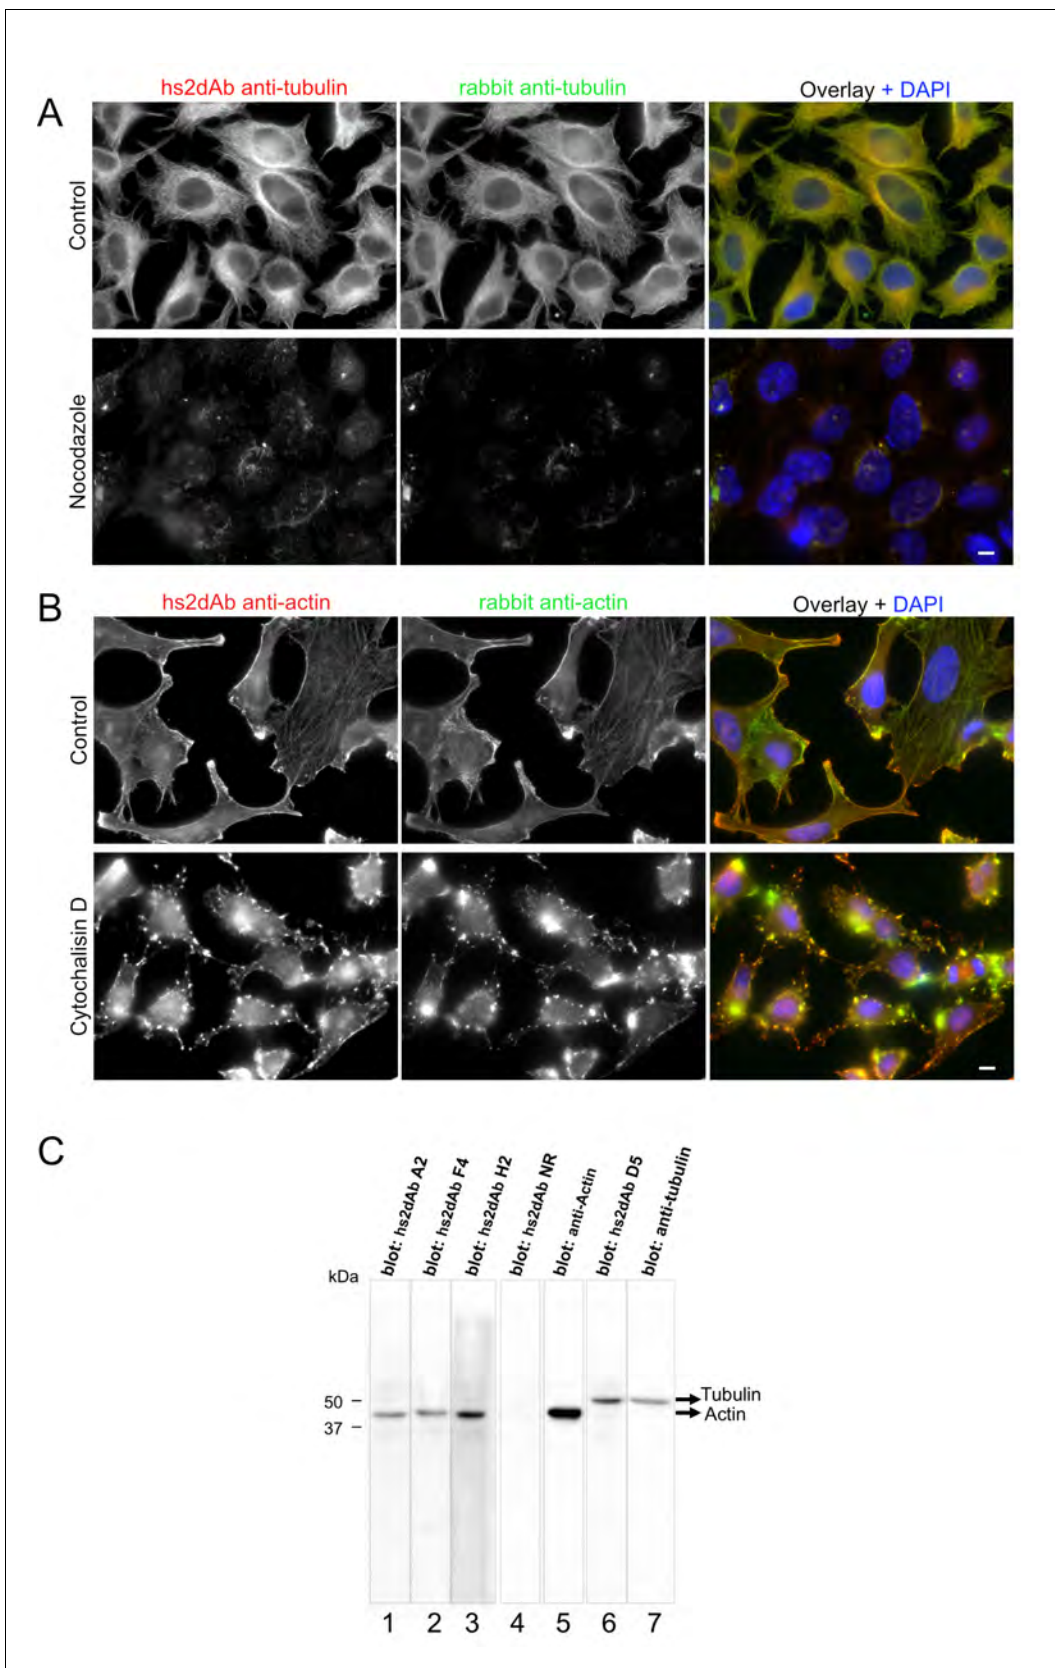 A
hs2dAb anti-tubulin
rabbit anti-tubulin
Overlay + DAPI
Control
Nocodazole
B
hs2dAb anti-actin
rabbit anti-actin
Overlay + DAPI
Control
Cytochalisin D
C
blot: hs2dAb A2
blot: hs2dAb F4
blot: hs2dAb H2
blot: hs2dAb NR
blot: anti-Actin
blot: hs2dAb D5
blot: anti-tubulin
kDa
50
37
Tubulin
Actin
1 2 3 4 5 6 7